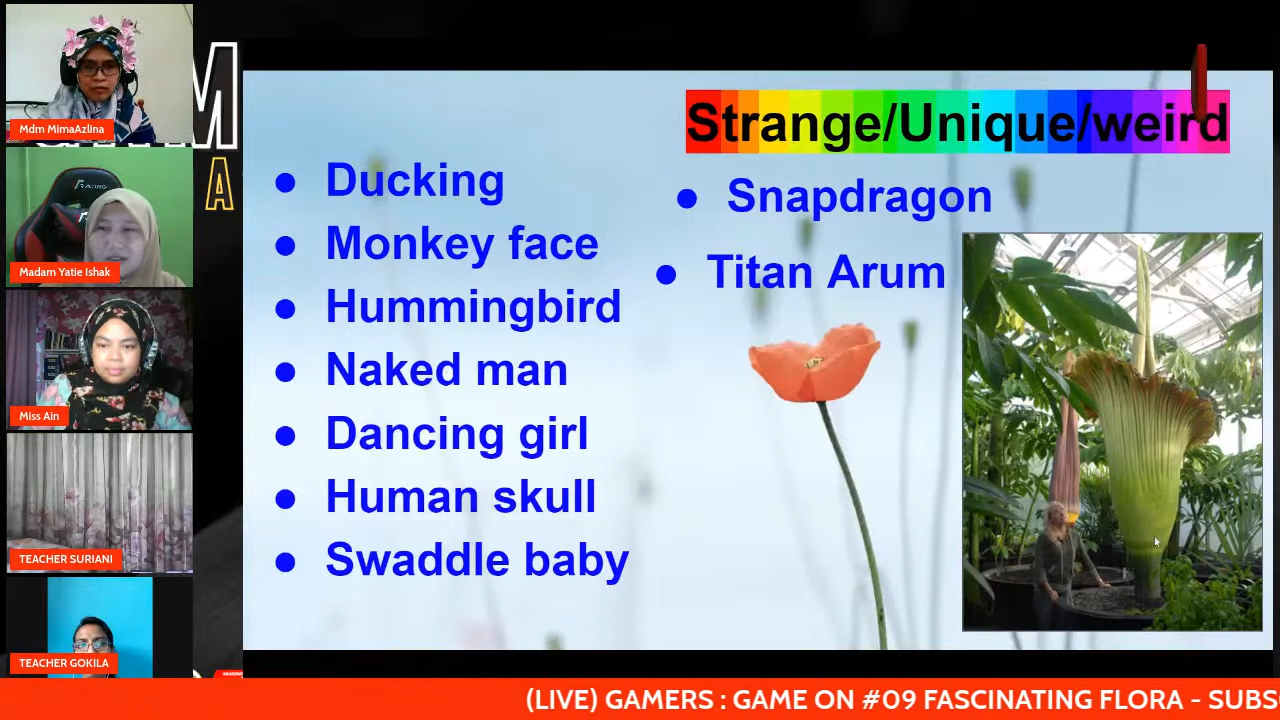 Mdm MimaAzlina
Madam Yatie Ishak
Miss Ain
TEACHER SURIANI
TEACHER GOKILA
M
A
Strange/Unique/weird
Ducking
Monkey face
Hummingbird
Naked man
Dancing girl
Human skull
Swaddle baby
Snapdragon
Titan Arum
(LIVE) GAMERS : GAME ON #09 FASCINATING FLORA - SUBS